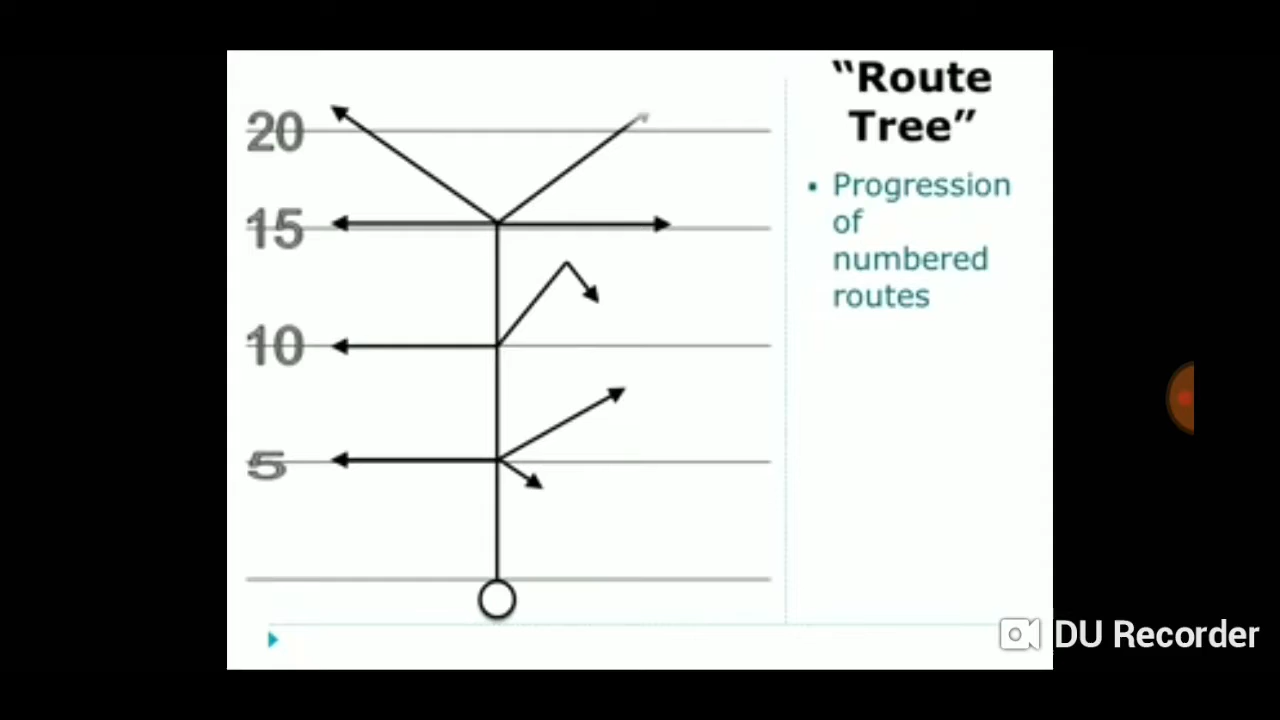 “Route
Tree”
▪ Progression
of
numbered
routes
20
15
10
5
DU Recorder